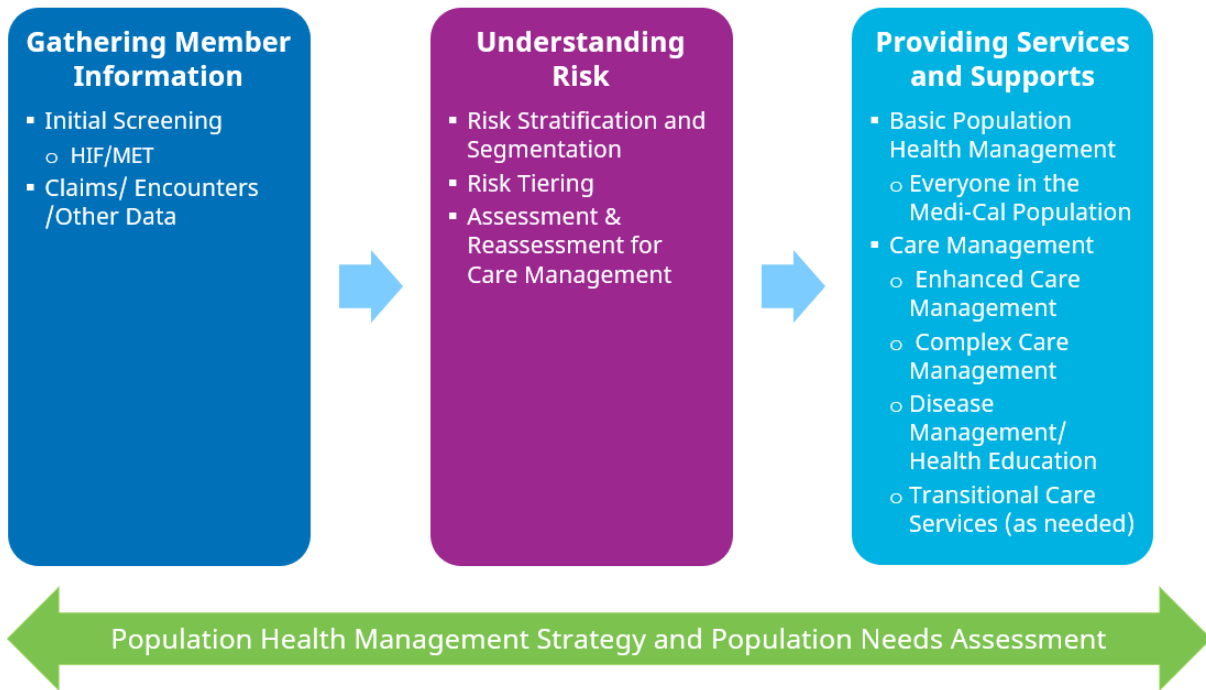 Gathering Member
Information
▪ Initial Screening
o HIF/MET
▪ Claims/ Encounters
/Other Data
Understanding
Risk
▪ Risk Stratification and
Segmentation
▪ Risk Tiering
▪ Assessment &
Reassessment for
Care Management
Providing Services
and Supports
▪ Basic Population
Health Management
o Everyone in the
Medi-Cal Population
▪ Care Management
o Enhanced Care
Management
o Complex Care
Management
o Disease
Management/
Health Education
o Transitional Care
Services (as needed)
Population Health Management Strategy and Population Needs Assessment